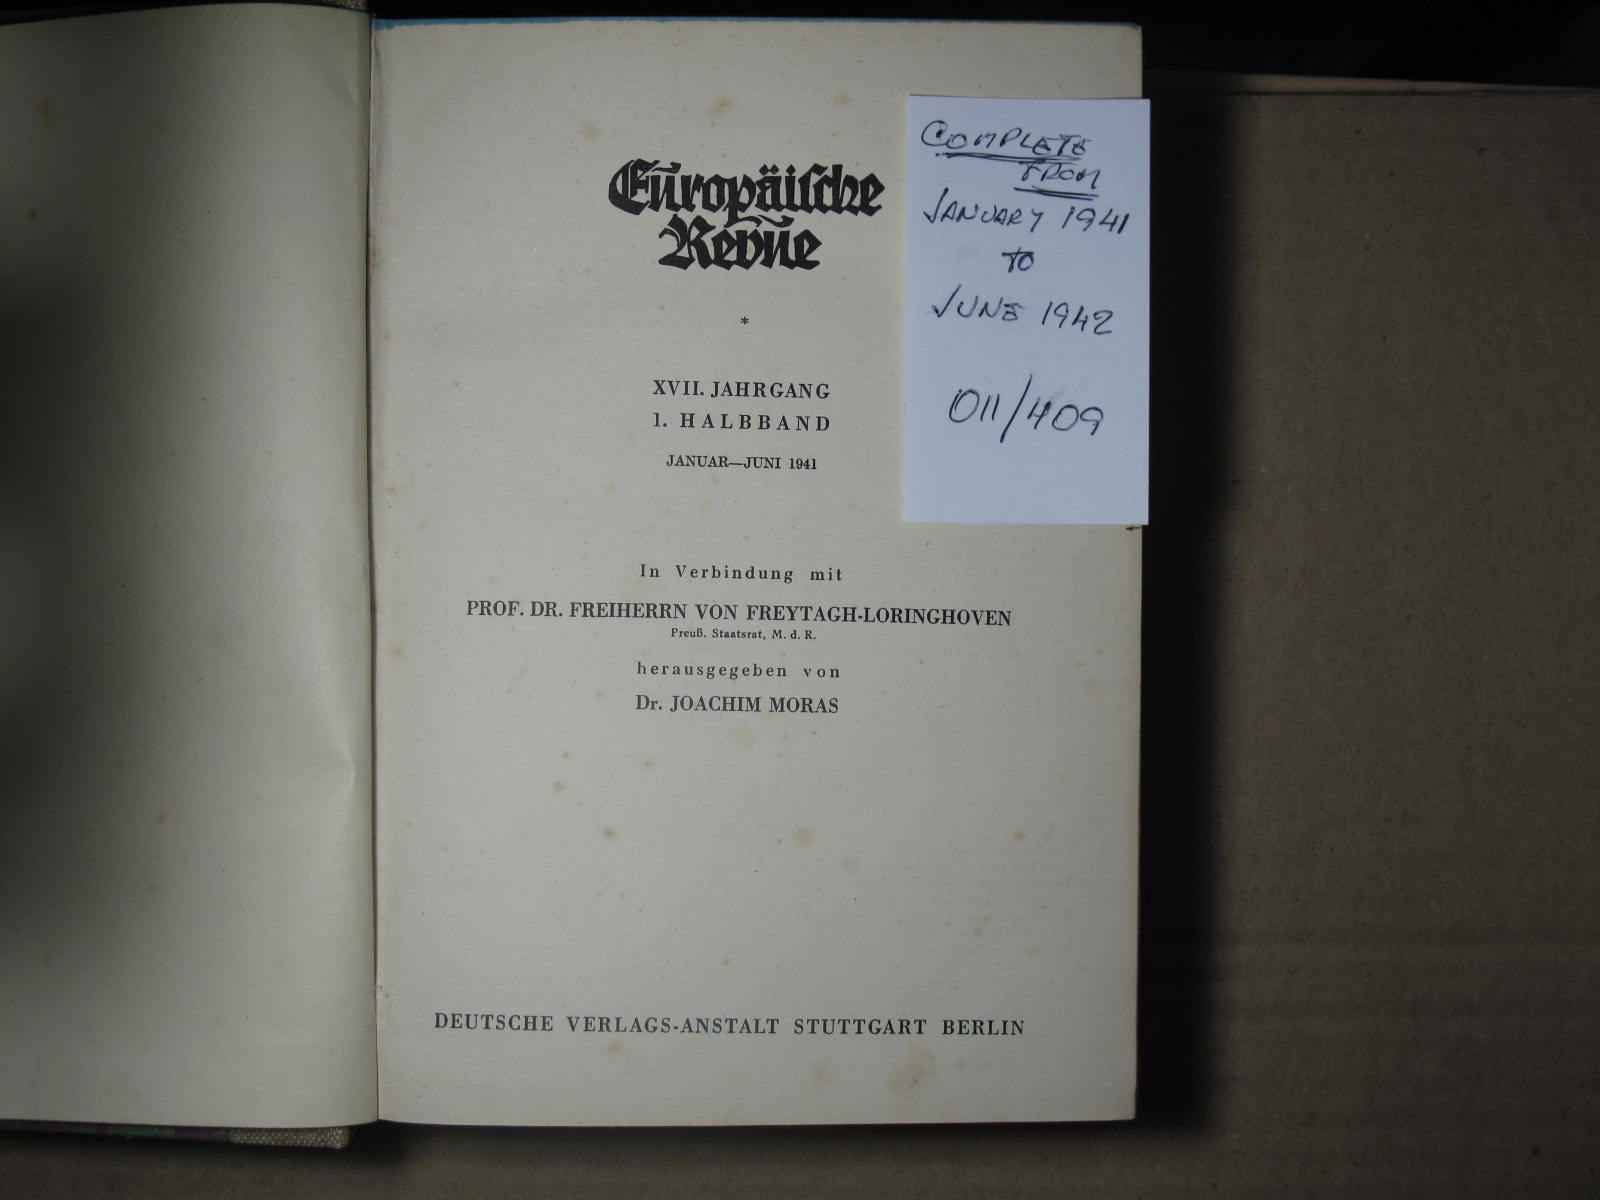 Europäiſche
Revue
*
XVII. JAHRGANG
1. HALBBAND
JANUAR—JUNI 1941
In Verbindung mit
PROF. DR. FREIHERRN VON FREYTAGH-LORINGHOVEN
Preuß. Staatsrat, M. d. R.
herausgegeben von
Dr. JOACHIM MORAS
DEUTSCHE VERLAGS-ANSTALT STUTTGART BERLIN
COMPLETE
FROM
JANUARY 1941
to
JUNE 1942
011/409